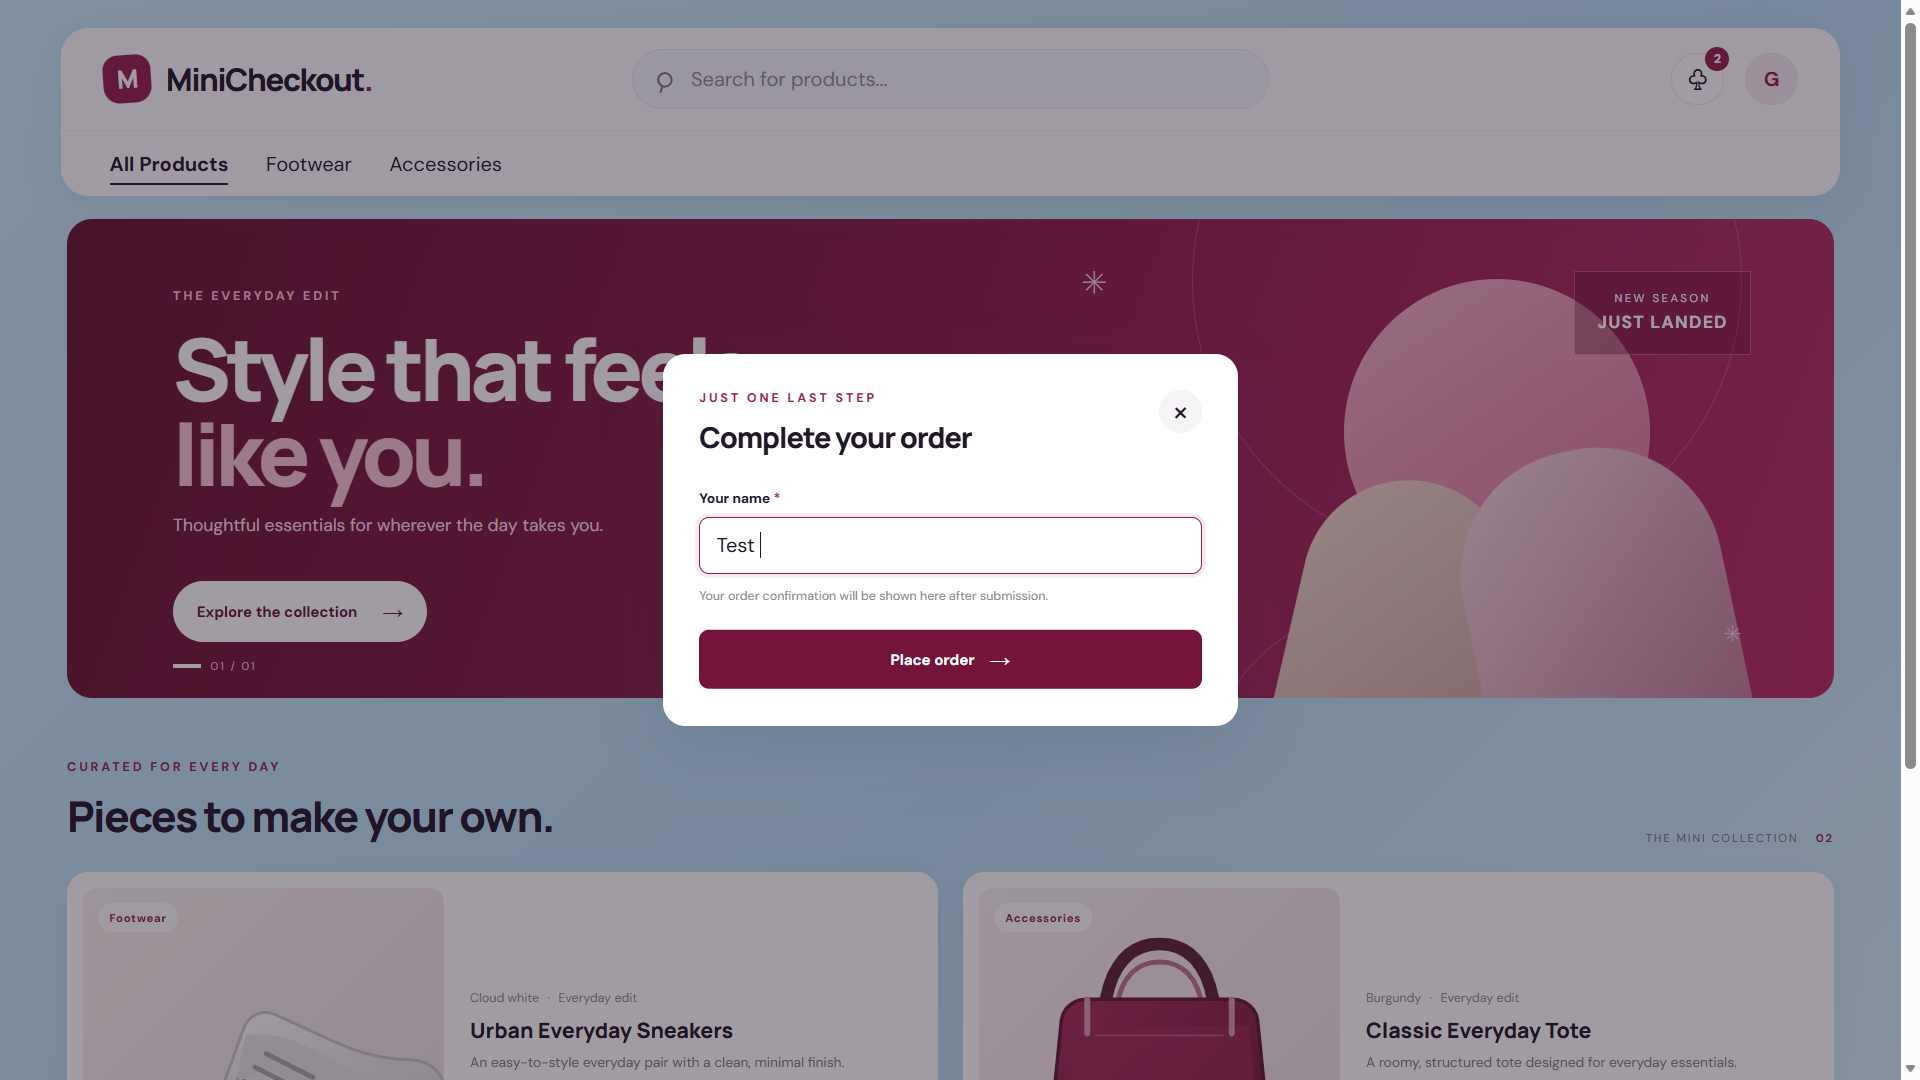 M MiniCheckout.
Search for products...
2
G
All Products Footwear Accessories
THE EVERYDAY EDIT
Style that
like you.
Thoughtful essentials for wherever the day takes you.
Explore the collection →
01 / 01
NEW SEASON
JUST LANDED
JUST ONE LAST STEP
Complete your order
×
Your name *
Test
Your order confirmation will be shown here after submission.
Place order →
CURATED FOR EVERY DAY
Pieces to make your own.
THE MINI COLLECTION 02
Footwear
Cloud white · Everyday edit
Urban Everyday Sneakers
An easy-to-style everyday pair with a clean, minimal finish.
Accessories
Burgundy · Everyday edit
Classic Everyday Tote
A roomy, structured tote designed for everyday essentials.